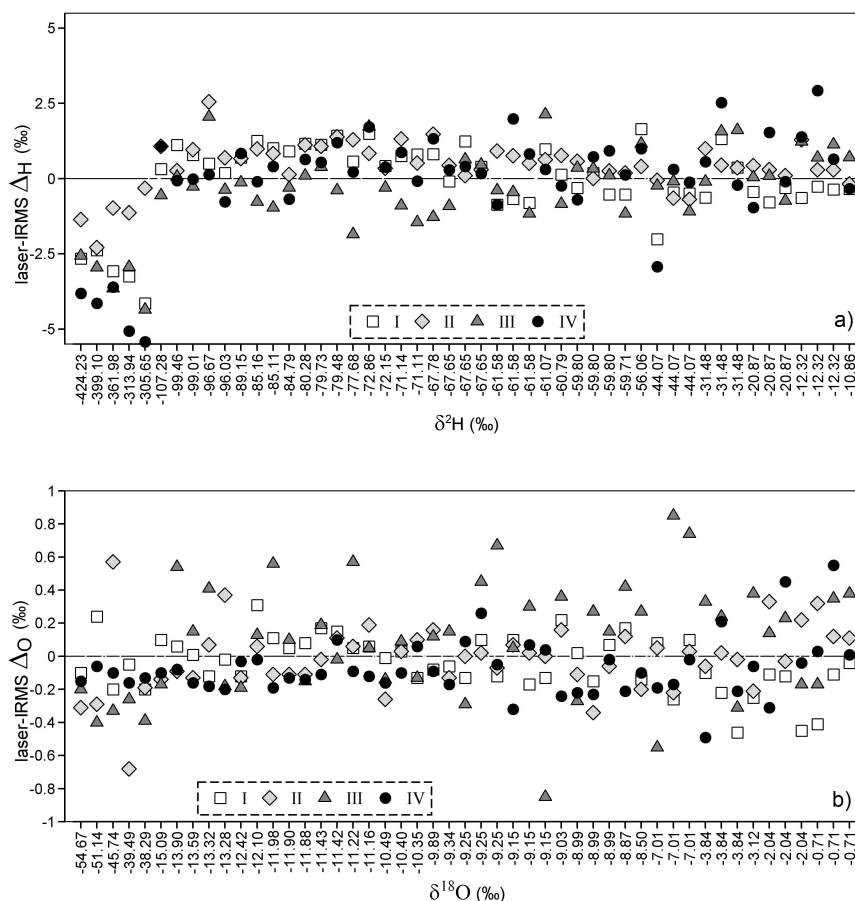 5
2.5
0
-2.5
-5
laser-IRMS ΔH (‰)
I II III IV
a)
-424.23 -399.10 -361.98 -313.94 -305.65 -107.28 -99.46 -99.01 -96.67 -96.03 -89.15 -85.16 -85.11 -84.79 -80.28 -79.73 -79.48 -77.68 -72.86 -72.15 -71.14 -71.11 -67.78 -67.65 -67.65 -67.65 -61.58 -61.58 -61.58 -61.07 -60.79 -59.80 -59.80 -59.80 -59.71 -56.06 -44.07 -44.07 -44.07 -31.48 -31.48 -31.48 -20.87 -20.87 -20.87 -12.32 -12.32 -12.32 -10.86
δ²H (‰)
1
0.8
0.6
0.4
0.2
0
-0.2
-0.4
-0.6
-0.8
-1
laser-IRMS ΔO (‰)
I II III IV
b)
-54.67 -51.14 -45.74 -39.49 -38.29 -15.09 -13.90 -13.59 -13.32 -13.28 -12.42 -12.10 -11.98 -11.90 -11.88 -11.43 -11.42 -11.22 -11.16 -10.49 -10.40 -10.35 -9.89 -9.34 -9.25 -9.25 -9.25 -9.15 -9.15 -9.15 -9.03 -8.99 -8.99 -8.99 -8.87 -8.50 -7.01 -7.01 -7.01 -3.84 -3.84 -3.84 -3.12 -2.04 -2.04 -2.04 -0.71 -0.71 -0.71
δ¹⁸O (‰)